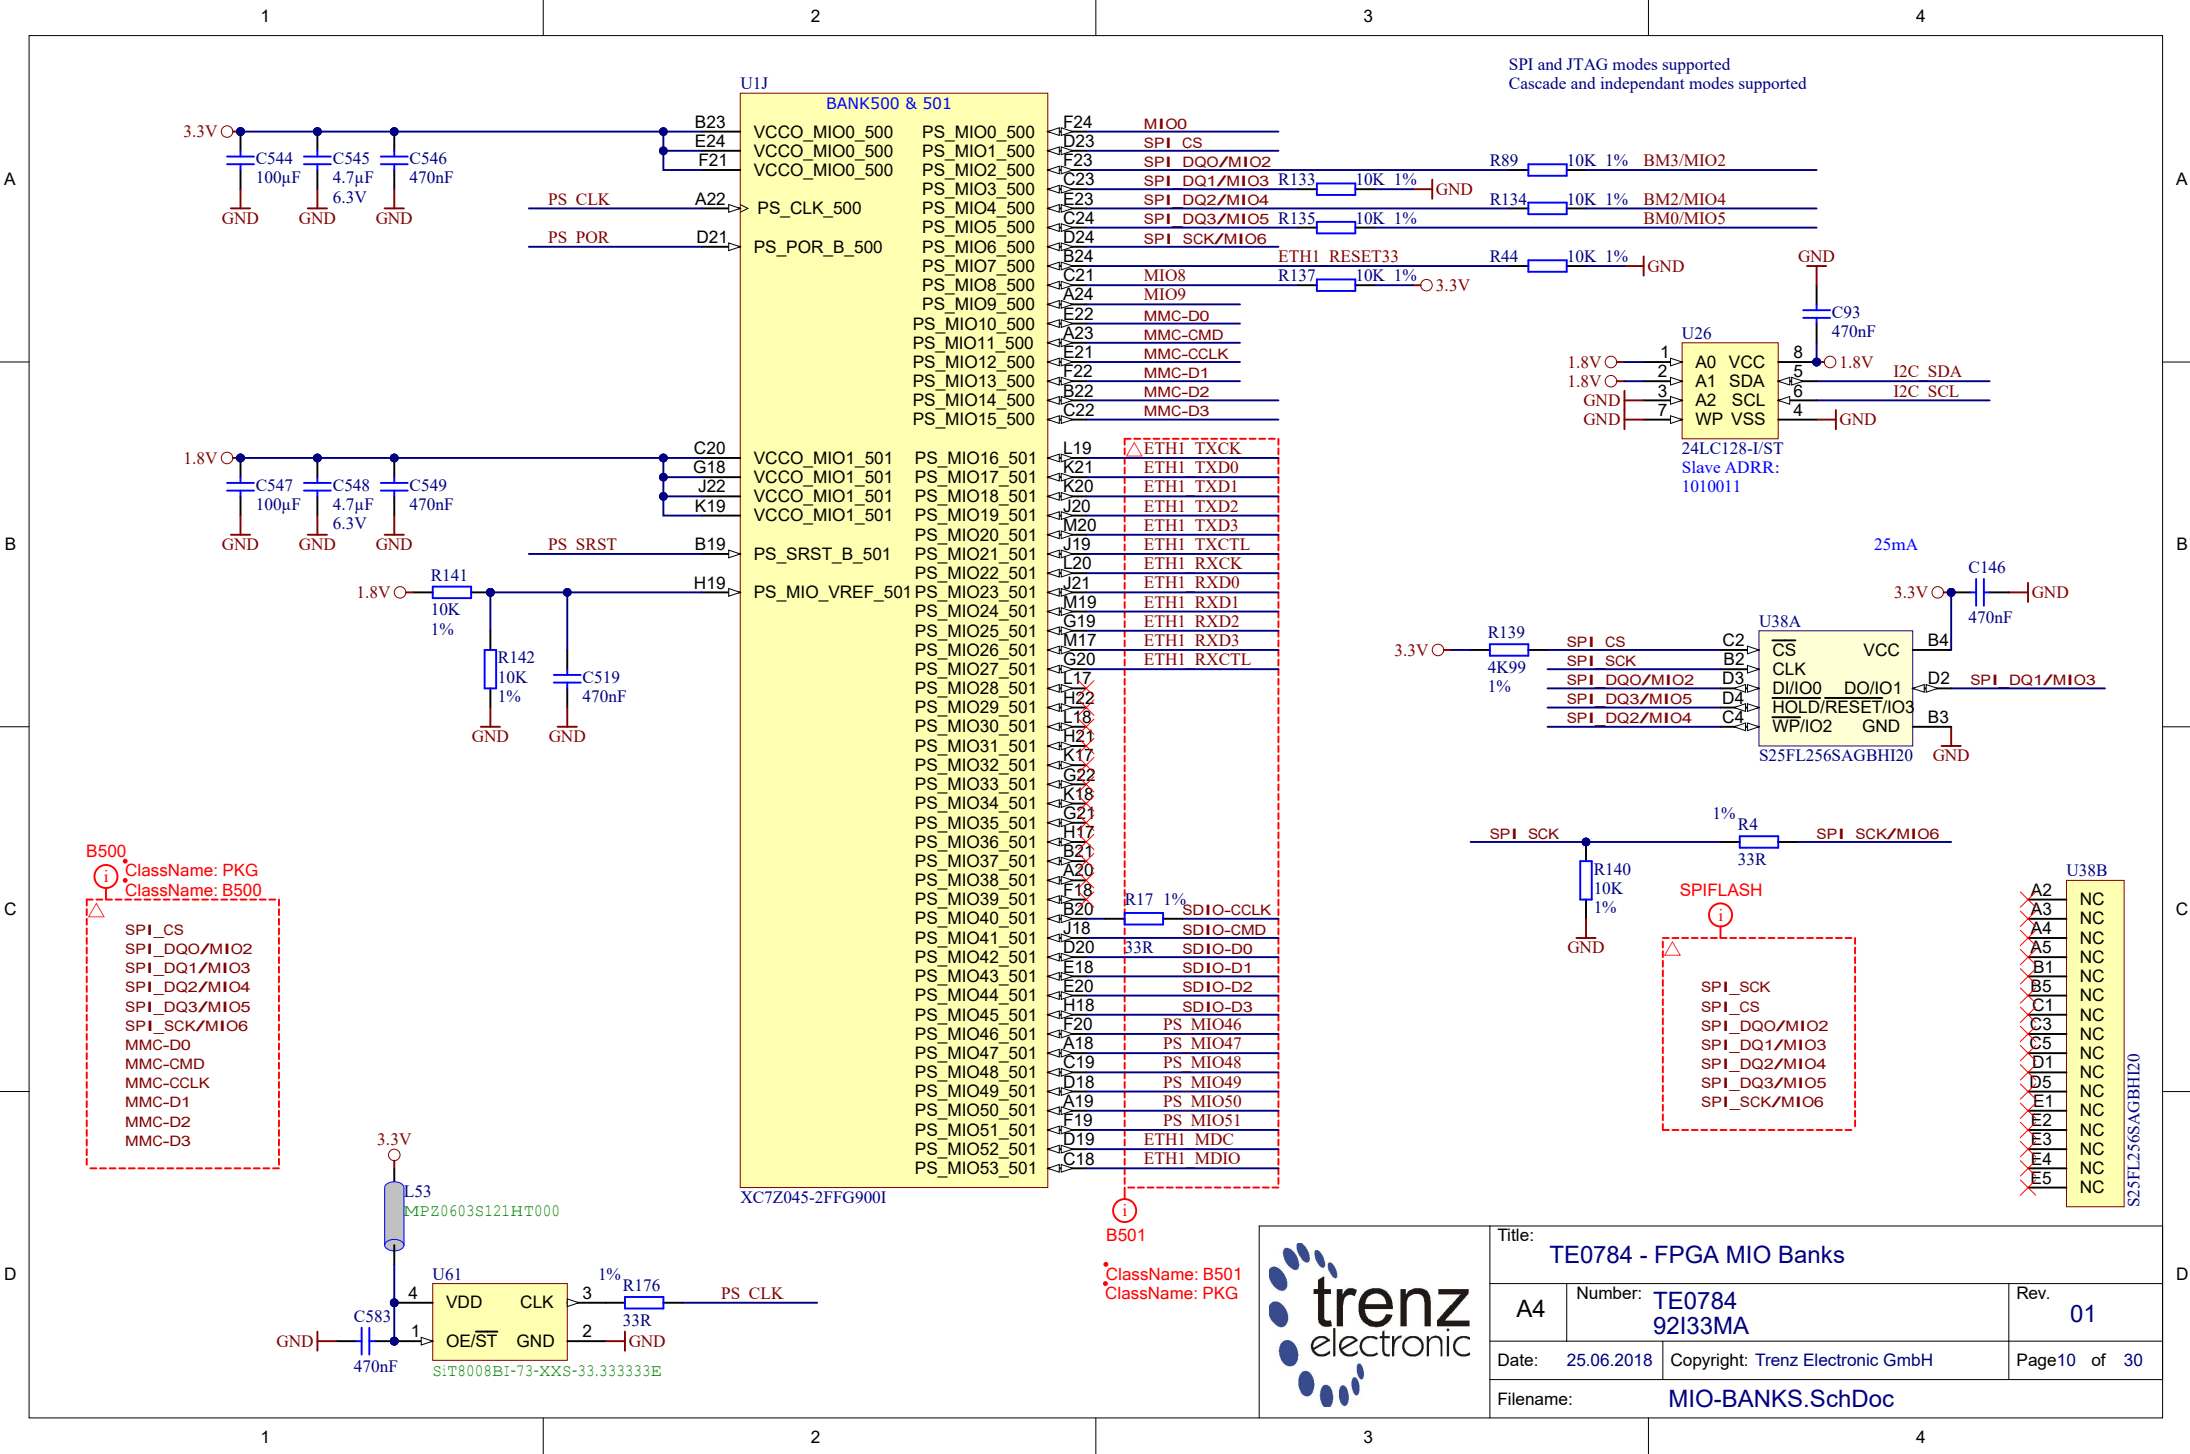 1 2 3 4
A
B
C
D
SPI and JTAG modes supported
Cascade and independant modes supported
U1J
BANK500 & 501
3.3V
C544
100µF
C545
4.7µF
6.3V
C546
470nF
GND GND GND
PS_CLK
PS_POR
B23 VCCO_MIO0_500
E24 VCCO_MIO0_500
F21 VCCO_MIO0_500
A22 PS_CLK_500
D21 PS_POR_B_500
1.8V
C547
100µF
C548
4.7µF
6.3V
C549
470nF
GND GND GND
C20 VCCO_MIO1_501
G18 VCCO_MIO1_501
J22 VCCO_MIO1_501
K19 VCCO_MIO1_501
PS_SRST B19 PS_SRST_B_501
H19 PS_MIO_VREF_501
1.8V
R141
10K
1%
R142
10K
1%
C519
470nF
GND GND
PS_MIO0_500 F24 MIO0
PS_MIO1_500 D23 SPI_CS
PS_MIO2_500 F23 SPI_DQ0/MIO2 R89 10K 1% BM3/MIO2
PS_MIO3_500 C23 SPI_DQ1/MIO3 R133 10K 1% GND
PS_MIO4_500 E23 SPI_DQ2/MIO4 R134 10K 1% BM2/MIO4
PS_MIO5_500 C24 SPI_DQ3/MIO5 R135 10K 1% BM0/MIO5
PS_MIO6_500 D24 SPI_SCK/MIO6
PS_MIO7_500 B24 ETH1_RESET33 R44 10K 1% GND
PS_MIO8_500 C21 MIO8 R137 10K 1% 3.3V
PS_MIO9_500 A24 MIO9
PS_MIO10_500 E22 MMC-D0
PS_MIO11_500 A23 MMC-CMD
PS_MIO12_500 E21 MMC-CCLK
PS_MIO13_500 F22 MMC-D1
PS_MIO14_500 B22 MMC-D2
PS_MIO15_500 C22 MMC-D3
PS_MIO16_501 L19 ETH1_TXCK
PS_MIO17_501 K21 ETH1_TXD0
PS_MIO18_501 K20 ETH1_TXD1
PS_MIO19_501 J20 ETH1_TXD2
PS_MIO20_501 M20 ETH1_TXD3
PS_MIO21_501 J19 ETH1_TXCTL
PS_MIO22_501 L20 ETH1_RXCK
PS_MIO23_501 J21 ETH1_RXD0
PS_MIO24_501 M19 ETH1_RXD1
PS_MIO25_501 G19 ETH1_RXD2
PS_MIO26_501 M17 ETH1_RXD3
PS_MIO27_501 G20 ETH1_RXCTL
PS_MIO28_501 L17
PS_MIO29_501 H22
PS_MIO30_501 L18
PS_MIO31_501 H21
PS_MIO32_501 K17
PS_MIO33_501 G22
PS_MIO34_501 K18
PS_MIO35_501 G21
PS_MIO36_501 H17
PS_MIO37_501 B21
PS_MIO38_501 A20
PS_MIO39_501 F18
PS_MIO40_501 B20 R17 1% 33R SDIO-CCLK
PS_MIO41_501 J18 SDIO-CMD
PS_MIO42_501 D20 SDIO-D0
PS_MIO43_501 E18 SDIO-D1
PS_MIO44_501 E20 SDIO-D2
PS_MIO45_501 H18 SDIO-D3
PS_MIO46_501 F20 PS_MIO46
PS_MIO47_501 A18 PS_MIO47
PS_MIO48_501 C19 PS_MIO48
PS_MIO49_501 D18 PS_MIO49
PS_MIO50_501 A19 PS_MIO50
PS_MIO51_501 F19 PS_MIO51
PS_MIO52_501 D19 ETH1_MDC
PS_MIO53_501 C18 ETH1_MDIO
XC7Z045-2FFG900I
i
B501
ClassName: B501
ClassName: PKG
GND
C93
470nF
U26
1.8V 1 A0 VCC 8 1.8V
1.8V 2 A1 SDA 5 I2C_SDA
GND 3 A2 SCL 6 I2C_SCL
GND 7 WP VSS 4 GND
24LC128-I/ST
Slave ADRR:
1010011
25mA
C146
3.3V GND
470nF
U38A
3.3V R139 SPI_CS C2 CS VCC B4
4K99
1%
SPI_SCK B2 CLK
SPI_DQ0/MIO2 D3 DI/IO0 DO/IO1 D2 SPI_DQ1/MIO3
SPI_DQ3/MIO5 D4 HOLD/RESET/IO3
SPI_DQ2/MIO4 C4 WP/IO2 GND B3
S25FL256SAGBHI20 GND
SPI_SCK 1% R4 33R SPI_SCK/MIO6
R140
10K
1%
GND
SPIFLASH
i
SPI_SCK
SPI_CS
SPI_DQ0/MIO2
SPI_DQ1/MIO3
SPI_DQ2/MIO4
SPI_DQ3/MIO5
SPI_SCK/MIO6
U38B
A2 NC
A3 NC
A4 NC
A5 NC
B1 NC
B5 NC
C1 NC
C3 NC
C5 NC
D1 NC
D5 NC
E1 NC
E2 NC
E3 NC
E4 NC
E5 NC
S25FL256SAGBHI20
B500
i
ClassName: PKG
ClassName: B500
SPI_CS
SPI_DQ0/MIO2
SPI_DQ1/MIO3
SPI_DQ2/MIO4
SPI_DQ3/MIO5
SPI_SCK/MIO6
MMC-D0
MMC-CMD
MMC-CCLK
MMC-D1
MMC-D2
MMC-D3
3.3V
L53
MPZ0603S121HT000
U61
4 VDD CLK 3 1% R176 33R PS_CLK
GND C583 470nF 1 OE/ST GND 2 GND
SiT8008BI-73-XXS-33.333333E
trenz
electronic
Title:
TE0784 - FPGA MIO Banks
A4
Number: TE0784
92I33MA
Rev.
01
Date: 25.06.2018 Copyright: Trenz Electronic GmbH Page10 of 30
Filename: MIO-BANKS.SchDoc
A
B
C
D
1 2 3 4